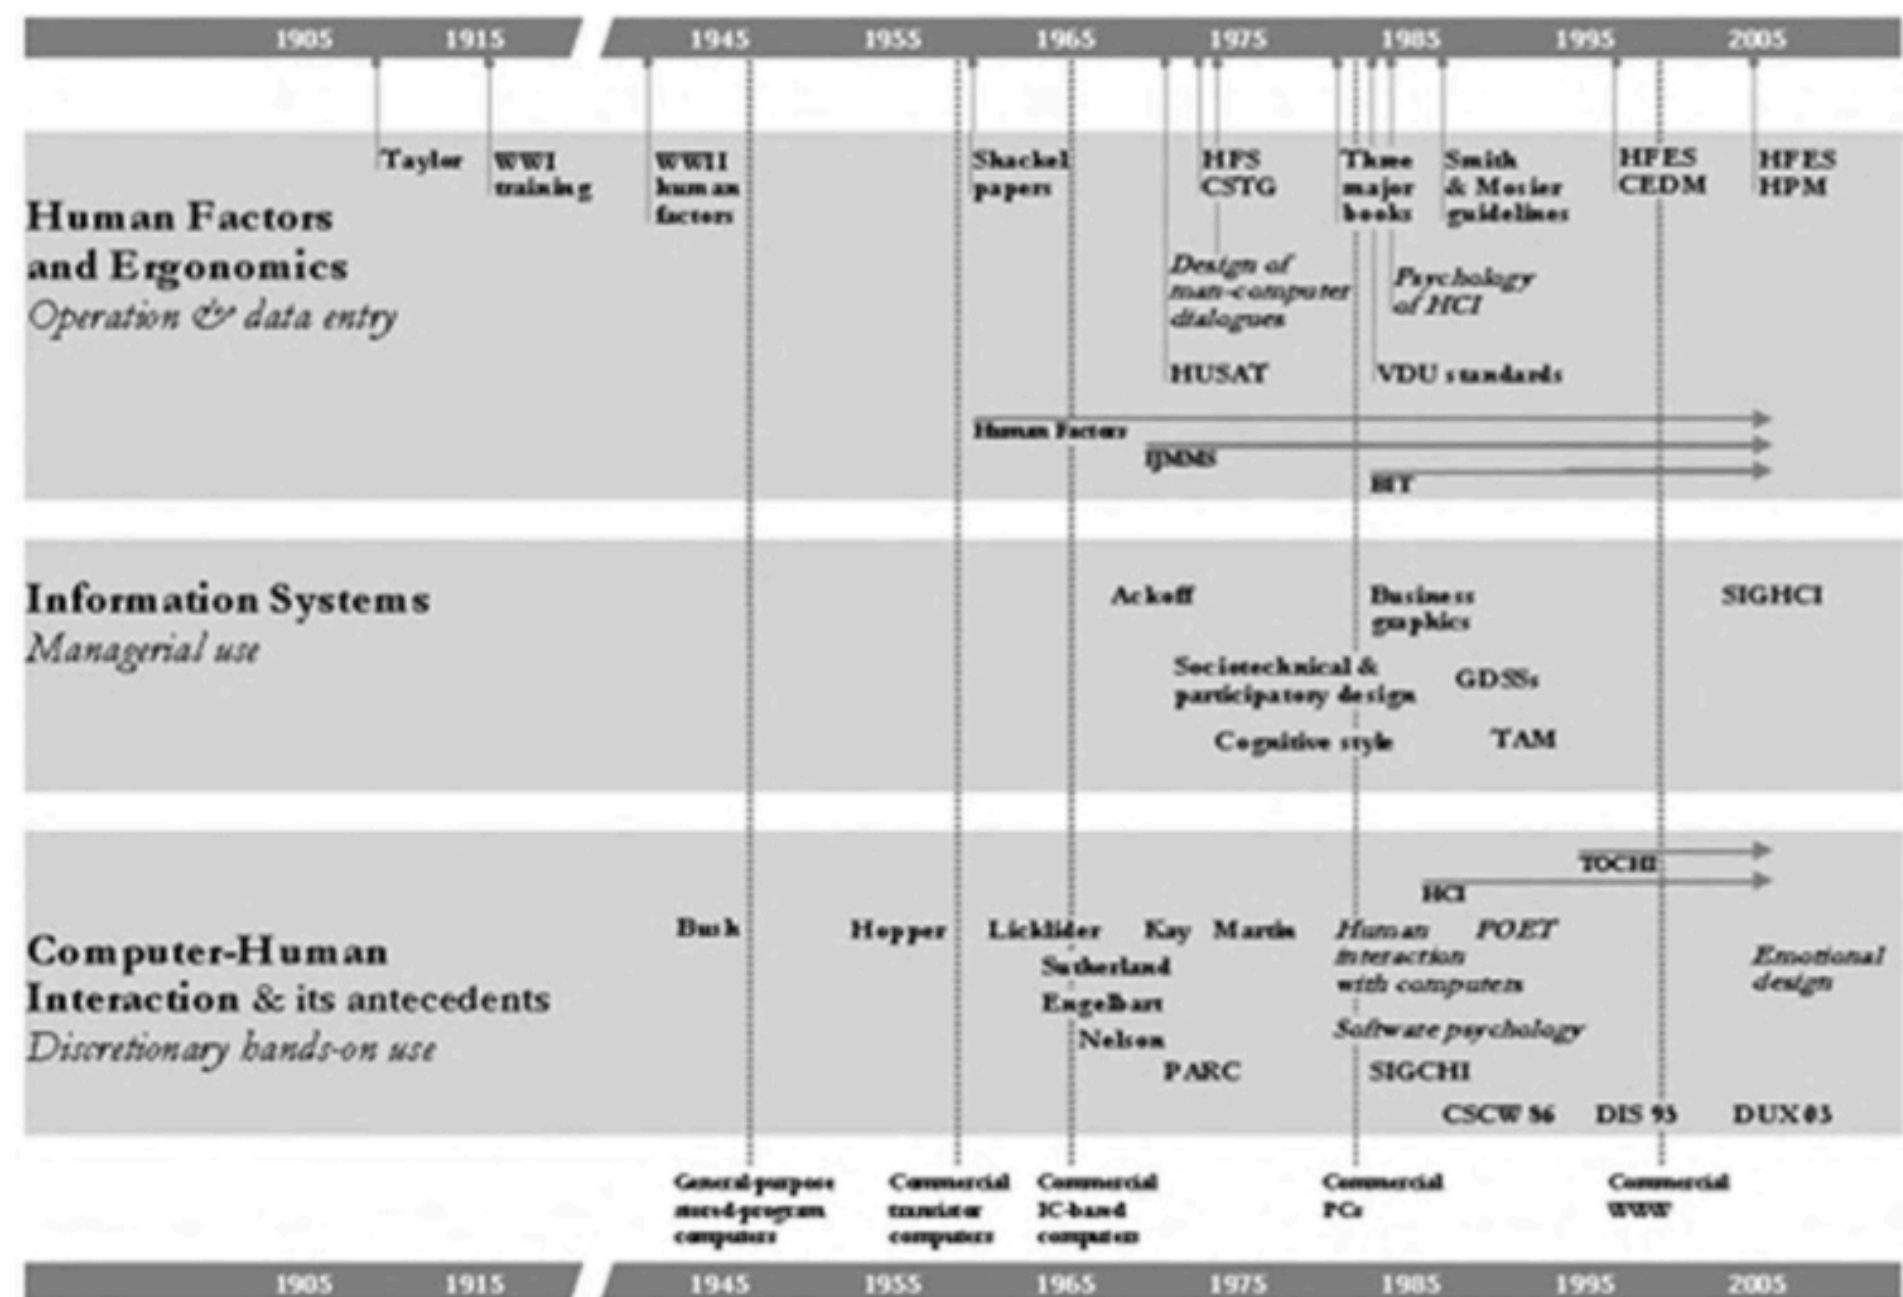 1905 1915 1945 1955 1965 1975 1985 1995 2005
Taylor
WWI
training
WWII
human
factors
Shackel
papers
HFS
CSTG
Three
major
books
Smith
& Mosier
guidelines
HFES
CEDM
HFES
HPM
Human Factors
and Ergonomics
Operation & data entry
Design of
man-computer
dialogues
Psychology
of HCI
HUSAT
VDU standards
Human Factors
IJMMS
BIT
Information Systems
Managerial use
Ackoff
Business
graphics
SIGHCI
Sociotechnical &
participatory design
GDSSs
Cognitive style
TAM
TOCHI
HCI
Computer-Human
Interaction & its antecedents
Discretionary hands-on use
Bush
Hopper
Licklider
Kay
Martin
Human
interaction
with computers
POET
Emotional
design
Sutherland
Engelbart
Nelson
Software psychology
PARC
SIGCHI
CSCW 86
DIS 95
DUX 03
General-purpose
stored-program
computers
Commercial
transistor
computers
Commercial
IC-based
computers
Commercial
PCs
Commercial
WWW
1905 1915 1945 1955 1965 1975 1985 1995 2005